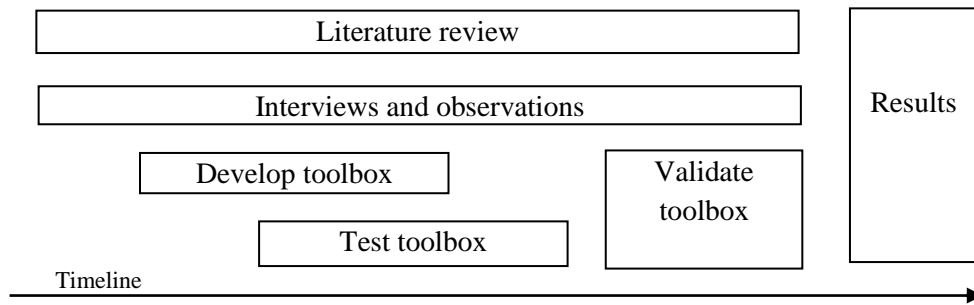 Literature review
Interviews and observations
Results
Develop toolbox
Validate
toolbox
Test toolbox
Timeline